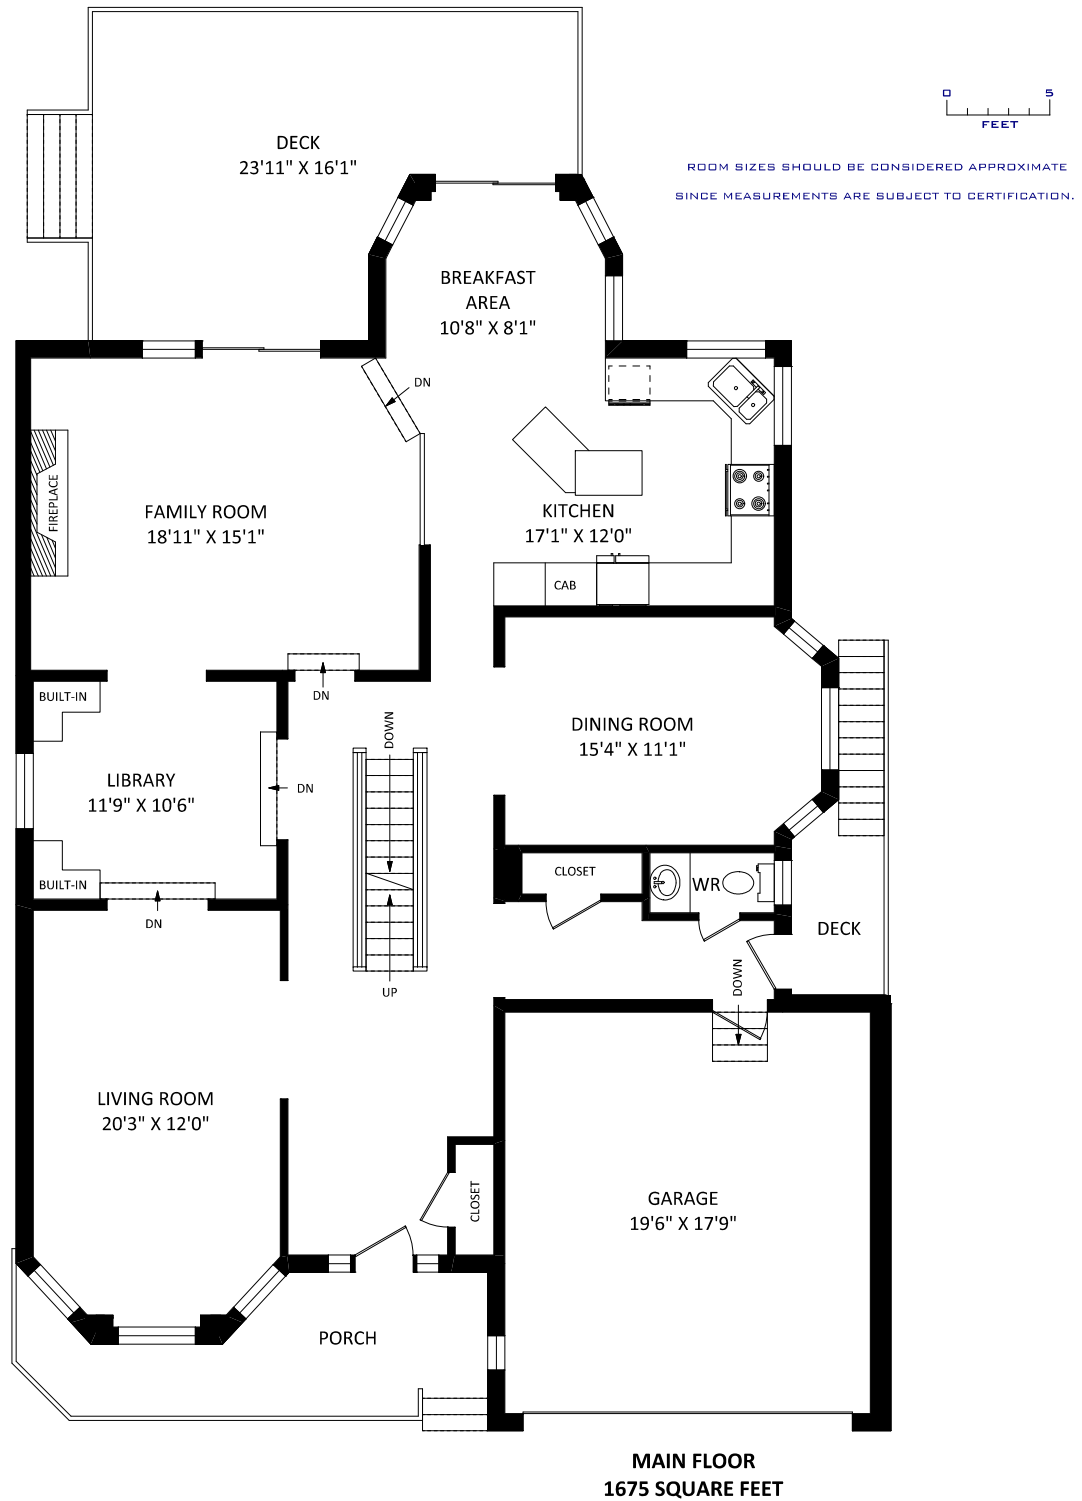 0 5
FEET
ROOM SIZES SHOULD BE CONSIDERED APPROXIMATE
SINCE MEASUREMENTS ARE SUBJECT TO CERTIFICATION.
DECK
23'11" X 16'1"
BREAKFAST
AREA
10'8" X 8'1"
DN
FIREPLACE
FAMILY ROOM
18'11" X 15'1"
KITCHEN
17'1" X 12'0"
CAB
BUILT-IN
DN
DOWN
DINING ROOM
15'4" X 11'1"
LIBRARY
11'9" X 10'6"
DN
BUILT-IN
DN
CLOSET
WR
DECK
DOWN
UP
LIVING ROOM
20'3" X 12'0"
CLOSET
GARAGE
19'6" X 17'9"
PORCH
MAIN FLOOR
1675 SQUARE FEET